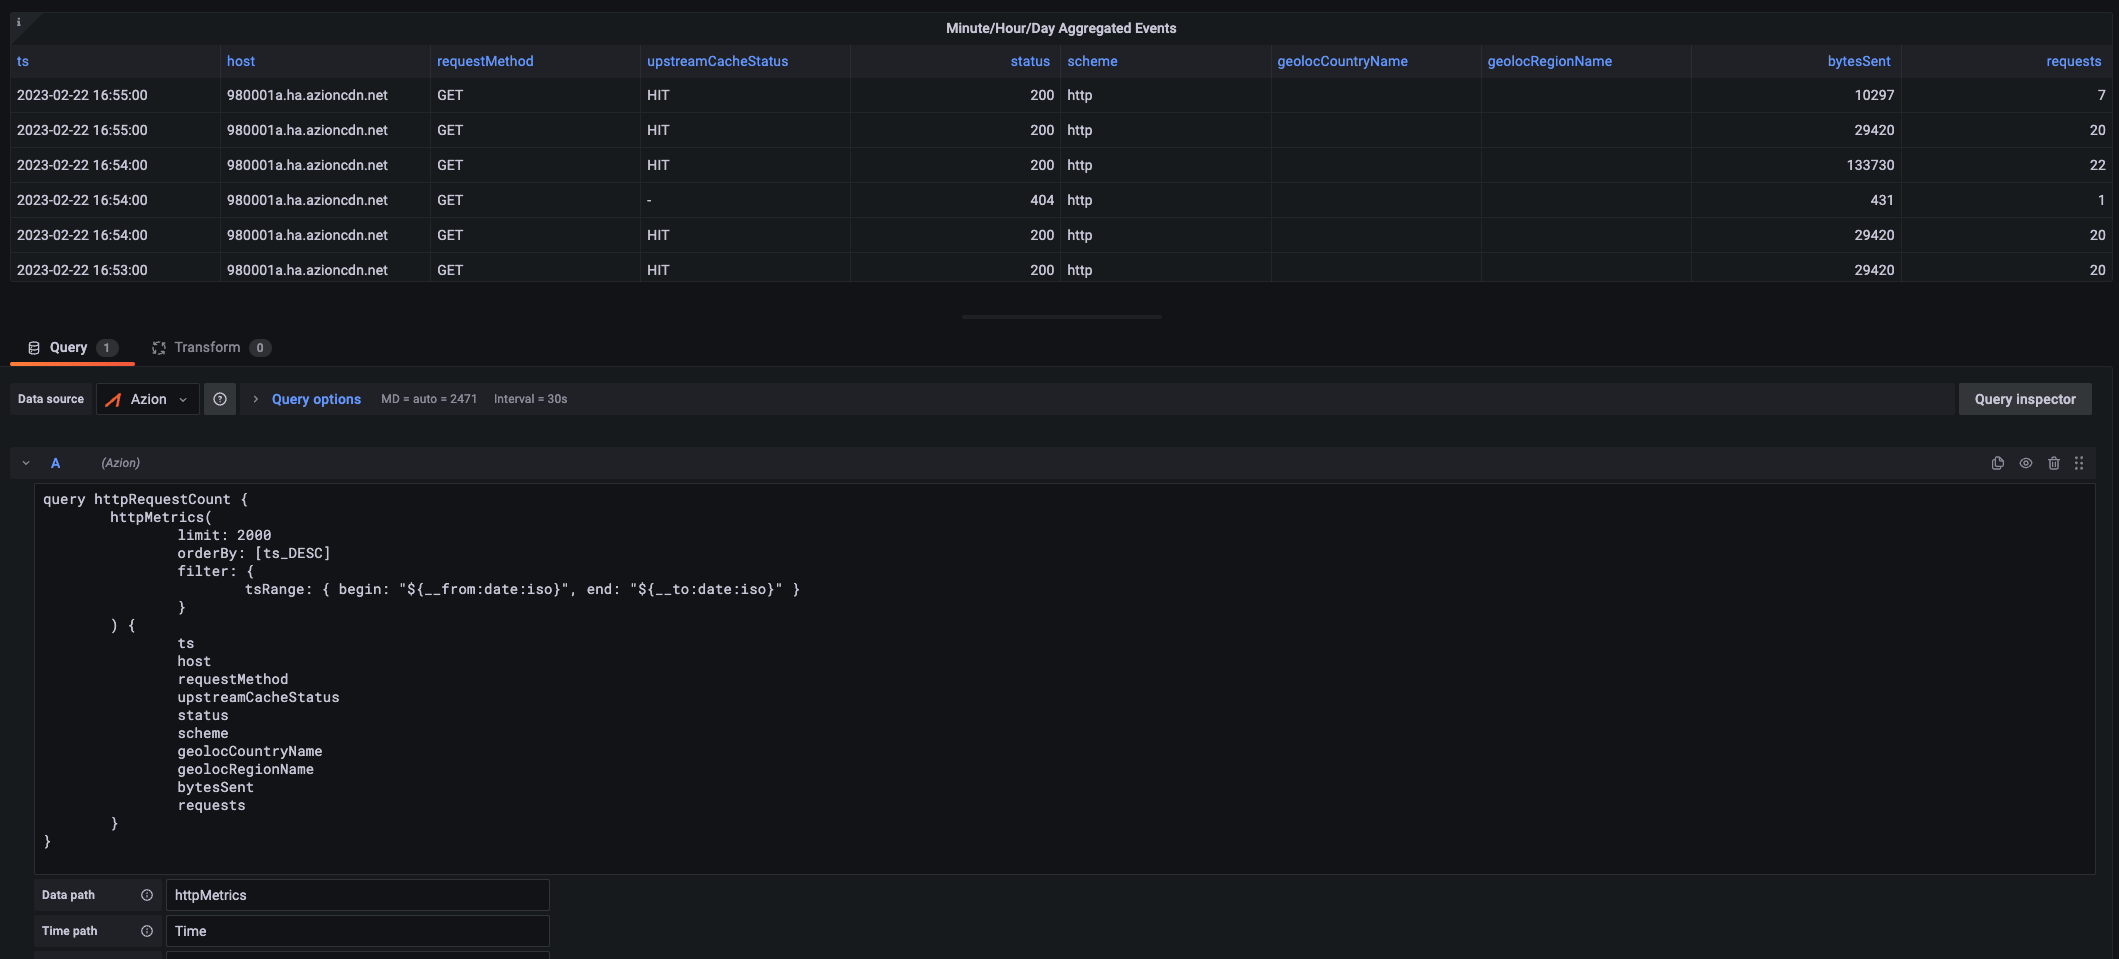 i
Minute/Hour/Day Aggregated Events
ts host requestMethod upstreamCacheStatus status scheme geolocCountryName geolocRegionName bytesSent requests
2023-02-22 16:55:00 980001a.ha.azioncdn.net GET HIT 200 http 10297 7
2023-02-22 16:55:00 980001a.ha.azioncdn.net GET HIT 200 http 29420 20
2023-02-22 16:54:00 980001a.ha.azioncdn.net GET HIT 200 http 133730 22
2023-02-22 16:54:00 980001a.ha.azioncdn.net GET - 404 http 431 1
2023-02-22 16:54:00 980001a.ha.azioncdn.net GET HIT 200 http 29420 20
2023-02-22 16:53:00 980001a.ha.azioncdn.net GET HIT 200 http 29420 20
Query 1 Transform 0
Data source Azion Query options MD = auto = 2471 Interval = 30s Query inspector
A (Azion)
query httpRequestCount {
httpMetrics(
limit: 2000
orderBy: [ts_DESC]
filter: {
tsRange: { begin: "${__from:date:iso}", end: "${__to:date:iso}" }
}
) {
ts
host
requestMethod
upstreamCacheStatus
status
scheme
geolocCountryName
geolocRegionName
bytesSent
requests
}
}
Data path httpMetrics
Time path Time